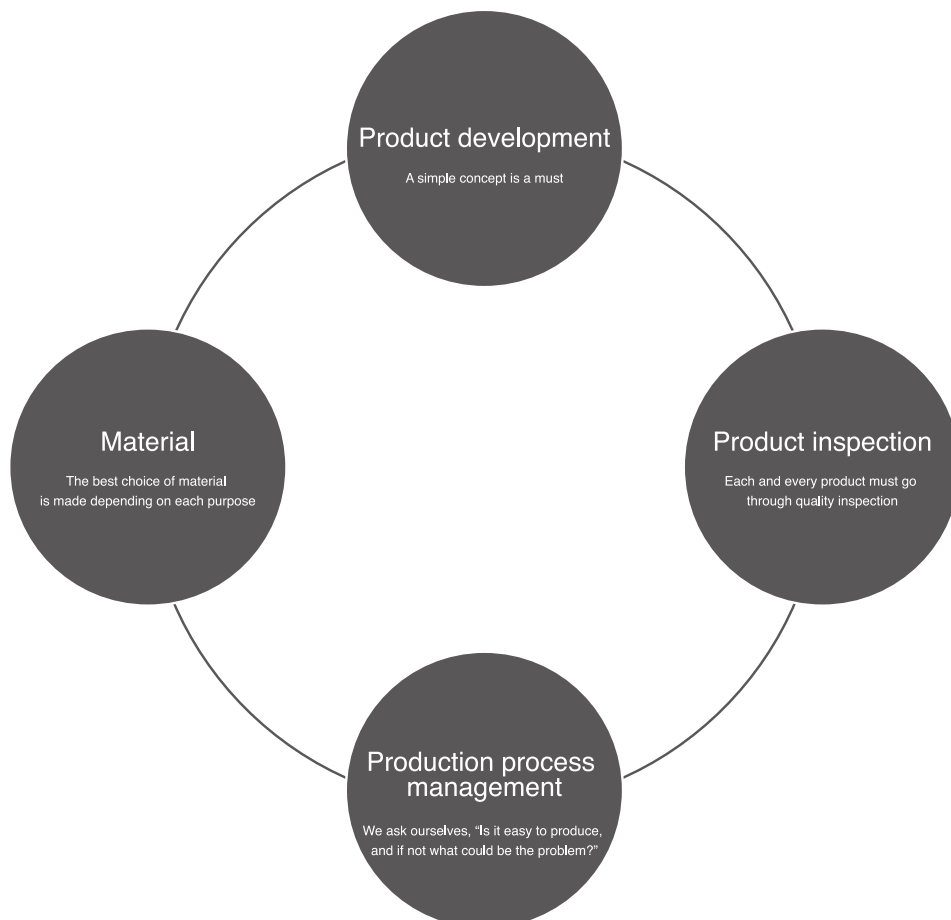 Product development
A simple concept is a must
Material
The best choice of material
is made depending on each purpose
Product inspection
Each and every product must go
through quality inspection
Production process
management
We ask ourselves, “Is it easy to produce,
and if not what could be the problem?”